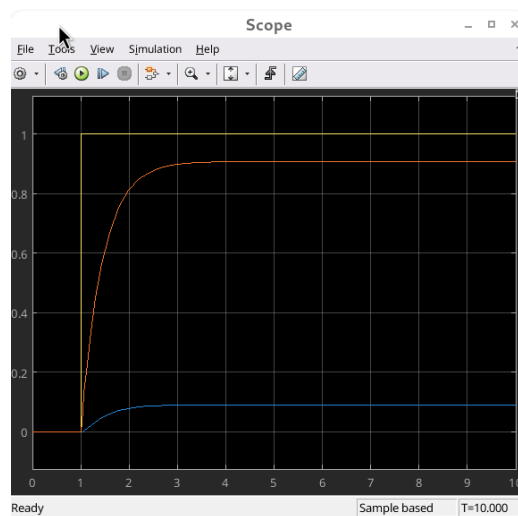 Scope
File Tools View Simulation Help
1
0.8
0.6
0.4
0.2
0
0 1 2 3 4 5 6 7 8 9 10
Ready Sample based T=10.000